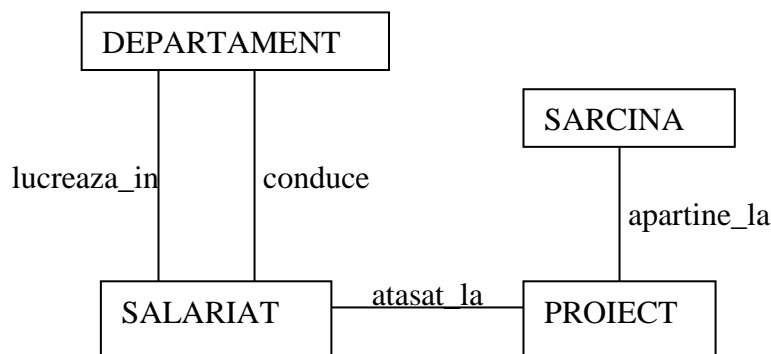 DEPARTAMENT
SARCINA
lucreaza_in
conduce
apartine_la
SALARIAT
atasat_la
PROIECT